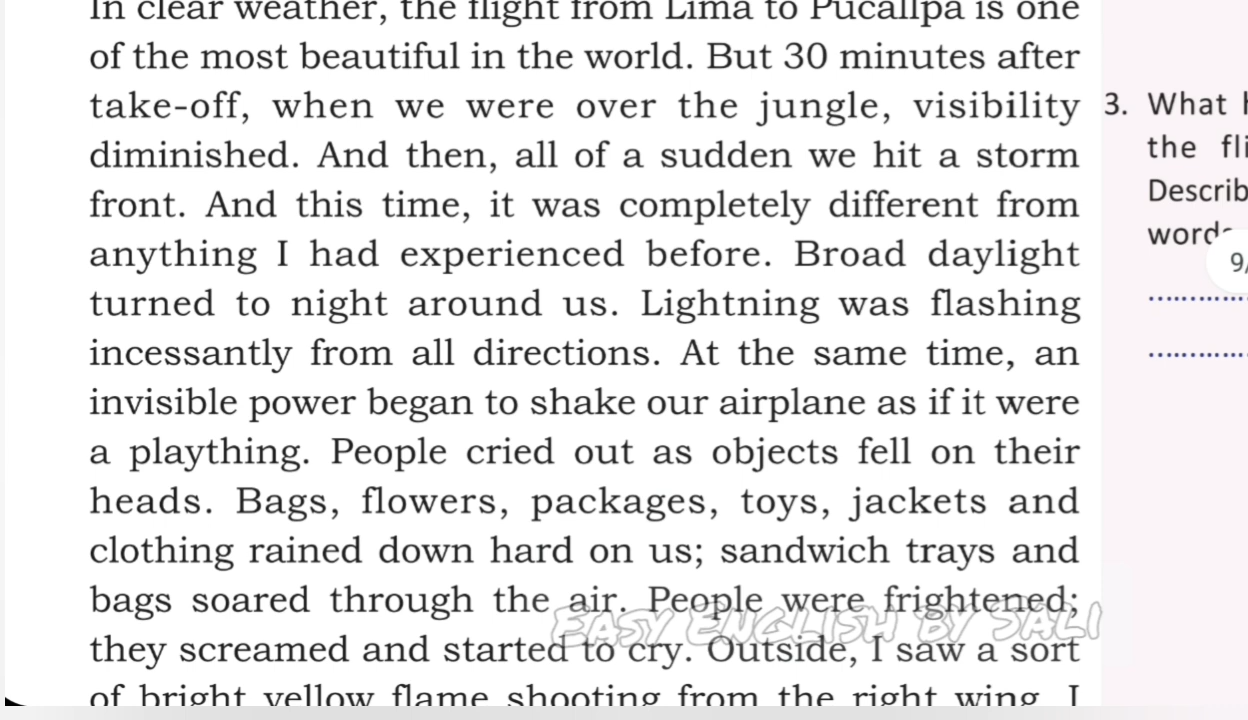 In clear weather, the flight from Lima to Pucallpa is one
of the most beautiful in the world. But 30 minutes after
take-off, when we were over the jungle, visibility
diminished. And then, all of a sudden we hit a storm
front. And this time, it was completely different from
anything I had experienced before. Broad daylight
turned to night around us. Lightning was flashing
incessantly from all directions. At the same time, an
invisible power began to shake our airplane as if it were
a plaything. People cried out as objects fell on their
heads. Bags, flowers, packages, toys, jackets and
clothing rained down hard on us; sandwich trays and
bags soared through the air. People were frightened;
they screamed and started to cry. Outside, I saw a sort
of bright yellow flame shooting from the right wing. I
EASY ENGLISH BY SALI
3. What
the fli
Describ
words
9/